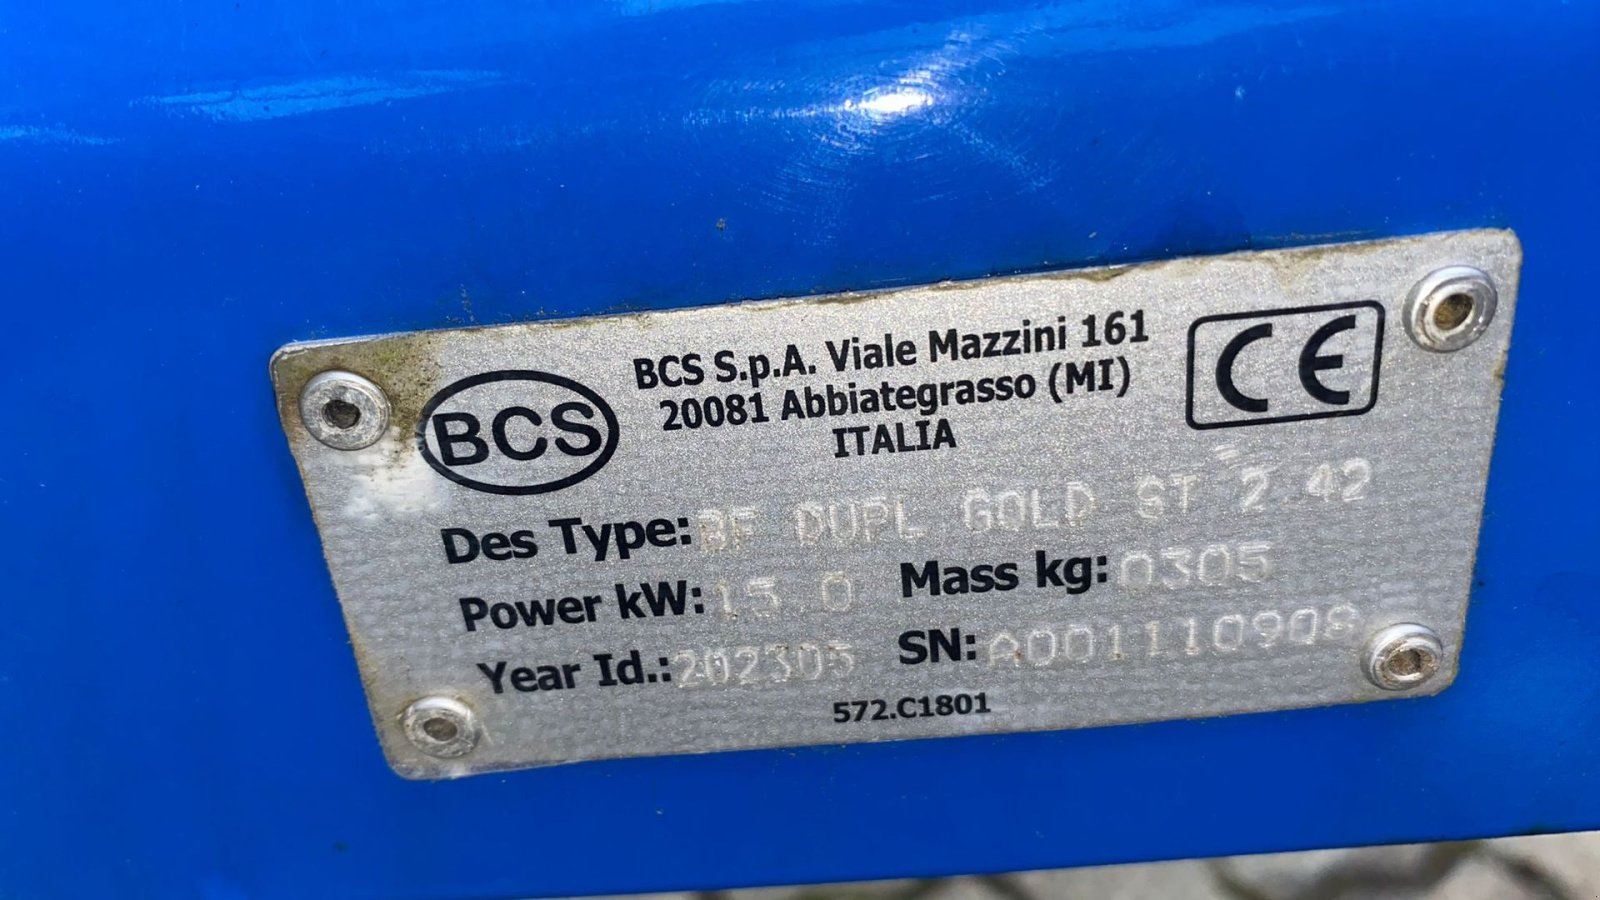 BCS
BCS S.p.A. Viale Mazzini 161
20081 Abbiategrasso (MI)
ITALIA
CE
Des Type: BF DUPL GOLD ST 2.42
Power kW: 15.0 Mass kg: 0305
Year Id.: 202305 SN: A001110908
572.C1801